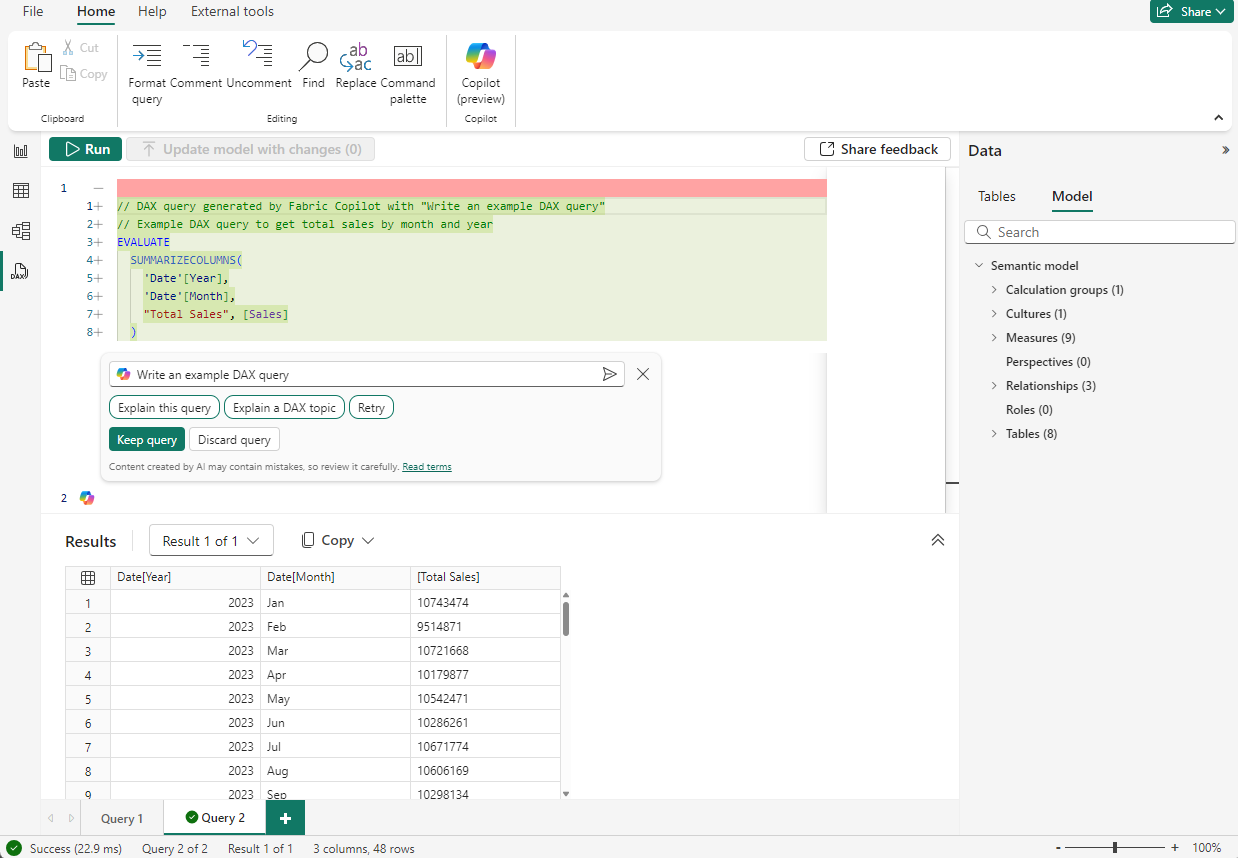 File Home Help External tools
Share
Paste
Cut
Copy
Clipboard
Format query
Comment
Uncomment
Find
Replace
Command palette
Editing
Copilot (preview)
Copilot
Run
Update model with changes (0)
Share feedback
1 —
1+ // DAX query generated by Fabric Copilot with "Write an example DAX query"
2+ // Example DAX query to get total sales by month and year
3+ EVALUATE
4+ SUMMARIZECOLUMNS(
5+ 'Date'[Year],
6+ 'Date'[Month],
7+ "Total Sales", [Sales]
8+ )
Write an example DAX query
Explain this query Explain a DAX topic Retry
Keep query Discard query
Content created by AI may contain mistakes, so review it carefully. Read terms
2
Data
Tables Model
Search
Semantic model
Calculation groups (1)
Cultures (1)
Measures (9)
Perspectives (0)
Relationships (3)
Roles (0)
Tables (8)
Results Result 1 of 1 Copy
Date[Year] Date[Month] [Total Sales]
1 2023 Jan 10743474
2 2023 Feb 9514871
3 2023 Mar 10721668
4 2023 Apr 10179877
5 2023 May 10542471
6 2023 Jun 10286261
7 2023 Jul 10671774
8 2023 Aug 10606169
9 2023 Sep 10298134
Query 1 Query 2 +
Success (22.9 ms) Query 2 of 2 Result 1 of 1 3 columns, 48 rows - + 100%